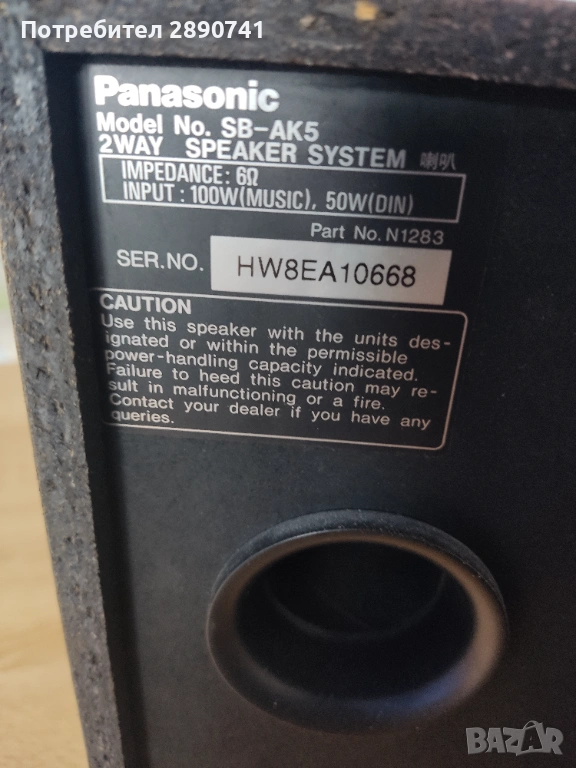 Потребител 2890741
Panasonic
Model No. SB-AK5
2WAY SPEAKER SYSTEM 喇叭
IMPEDANCE: 6Ω
INPUT : 100W(MUSIC), 50W(DIN)
Part No. N1283
SER.NO. HW8EA10668
CAUTION
Use this speaker with the units des-
ignated or within the permissible
power-handling capacity indicated.
Failure to heed this caution may re-
sult in malfunctioning or a fire.
Contact your dealer if you have any
queries.
BAZAR